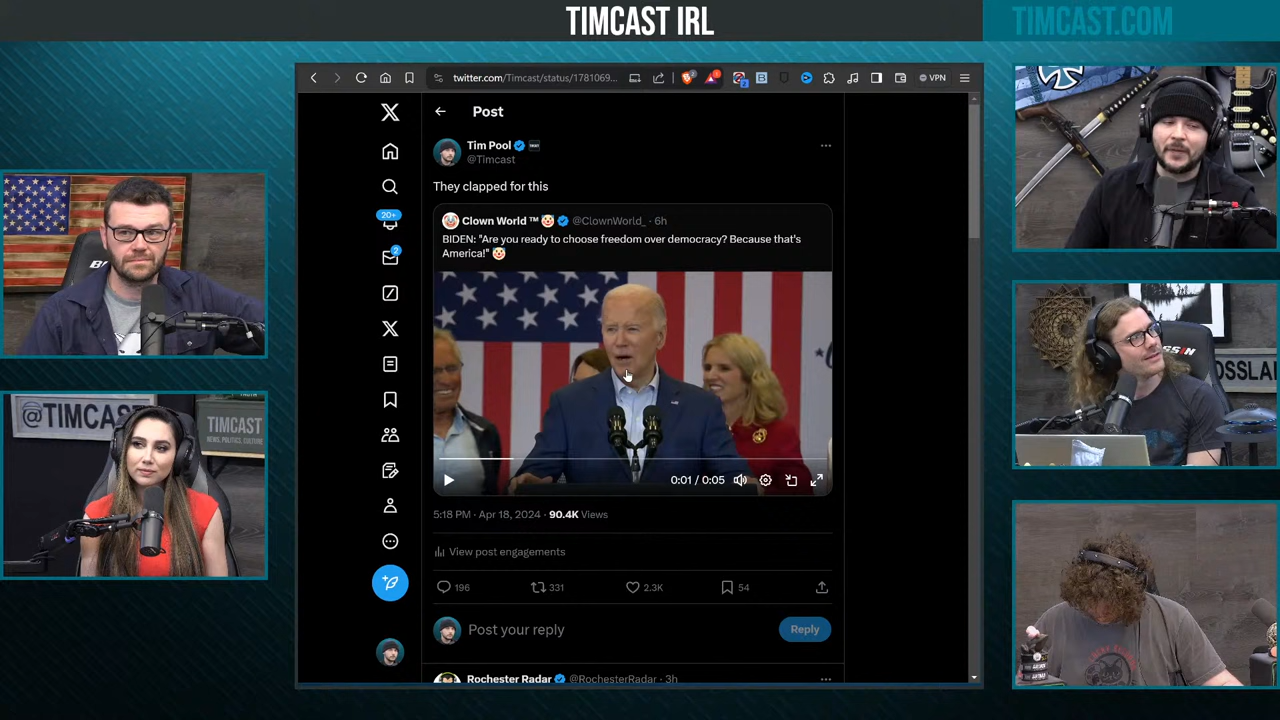 TIMCAST IRL
TIMCAST.COM
twitter.com/Timcast/status/1781069...
VPN
Post
Tim Pool
@Timcast
They clapped for this
Clown World ™ 🤡 @ClownWorld_ · 6h
BIDEN: "Are you ready to choose freedom over democracy? Because that's
America!" 🤡
20+
2
0:01 / 0:05
5:18 PM · Apr 18, 2024 · 90.4K Views
View post engagements
196
331
2.3K
54
Post your reply
Reply
Rochester Radar @RochesterRadar · 3h
@TIMCAST
TIMCAST
NEWS. POLITICS. CULTURE.